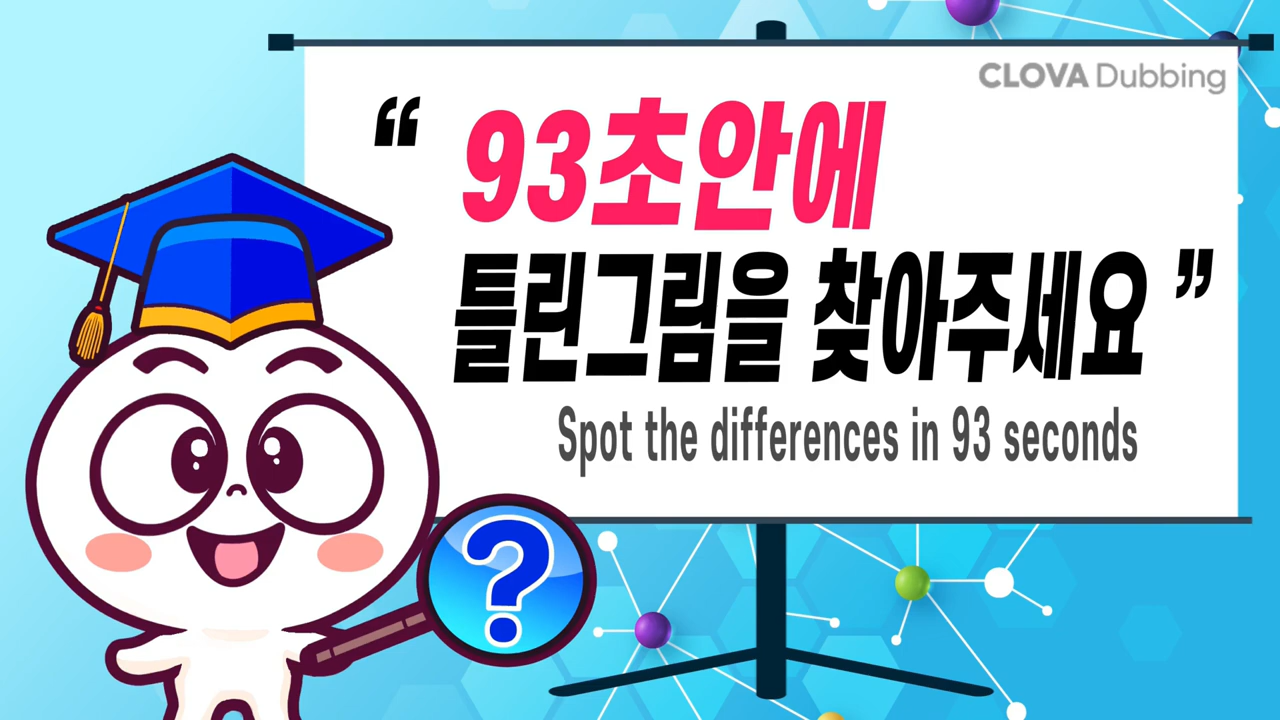 CLOVA Dubbing
“ 93초안에
틀린그림을 찾아주세요 ”
Spot the differences in 93 seconds
?